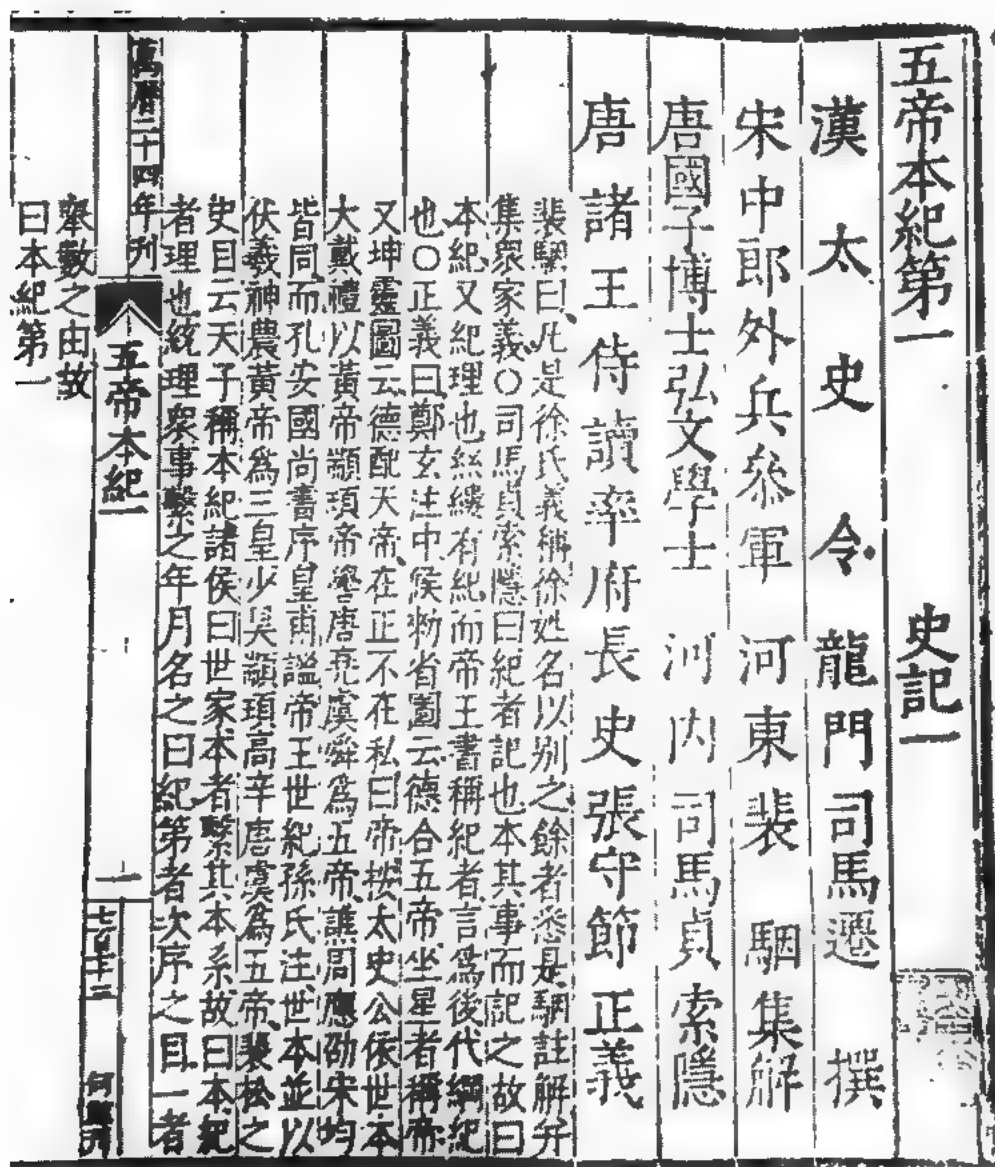 五帝本紀第一 史記一
漢太史令龍門司馬遷 撰
宋中郎外兵叅軍河東裴駰集解
唐國子博士弘文學士河内司馬貞索隱
唐諸王侍讀率府長史張守節正義
裴駰曰凡是徐氏義稱徐姓名以别之餘者悉是駰註解并
集衆家義〇司馬貞索隱曰紀者記也本其事而記之故曰
本紀又紀理也絲縷有紀而帝王書稱紀者言爲後代綱紀
也〇正義曰鄭玄注中候勑省圖云德合五帝坐星者稱帝
又坤靈圖云德配天帝在正不在私曰帝按太史公依世本
大戴禮以黃帝顓頊帝嚳唐堯虞舜爲五帝譙周應劭宋均
皆同而孔安國尚書序皇甫謐帝王世紀孫氏注世本並以
伏羲神農黃帝爲三皇少昊顓頊高辛唐虞爲五帝裴松之
史目云天子稱本紀諸侯曰世家本者繫其本系故曰本紀
者理也統理衆事繫之年月名之曰紀第者次序之目一者
萬曆二十四年刊 五帝本紀一 一
舉數之由故
曰本紀第一